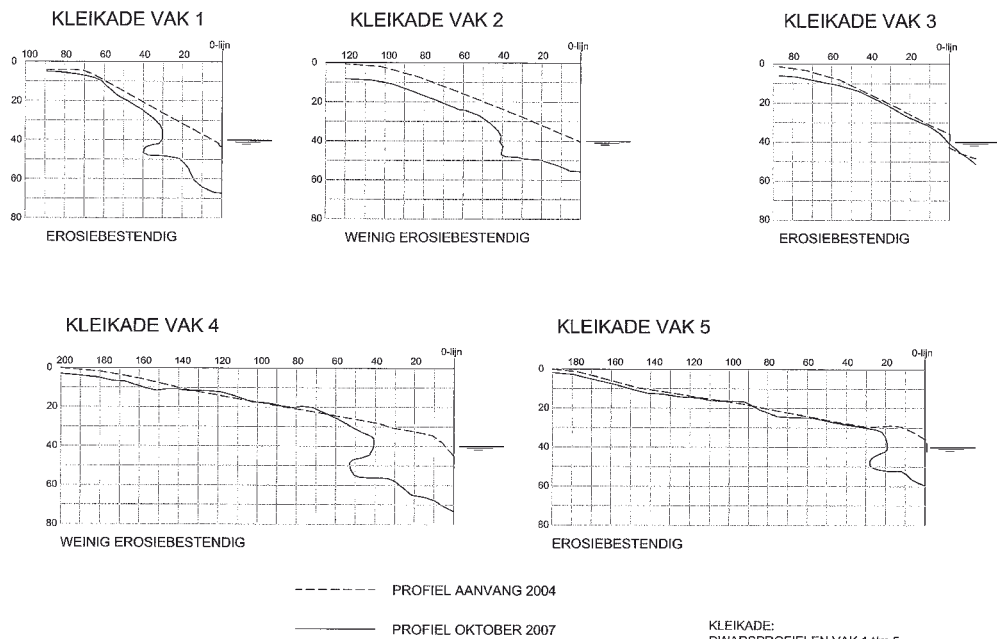 KLEIKADE VAK 1
0-lijn
100 80 60 40 20
0
20
40
60
80
EROSIEBESTENDIG
KLEIKADE VAK 2
0-lijn
120 100 80 60 40 20
0
20
40
60
80
WEINIG EROSIEBESTENDIG
KLEIKADE VAK 3
0-lijn
80 60 40 20
0
20
40
60
80
EROSIEBESTENDIG
KLEIKADE VAK 4
0-lijn
200 180 160 140 120 100 80 60 40 20
0
20
40
60
80
WEINIG EROSIEBESTENDIG
KLEIKADE VAK 5
0-lijn
180 160 140 120 100 80 60 40 20
0
20
40
60
80
EROSIEBESTENDIG
PROFIEL AANVANG 2004
PROFIEL OKTOBER 2007
KLEIKADE:
DWARSPROFIELEN VAK 1 t/m 5